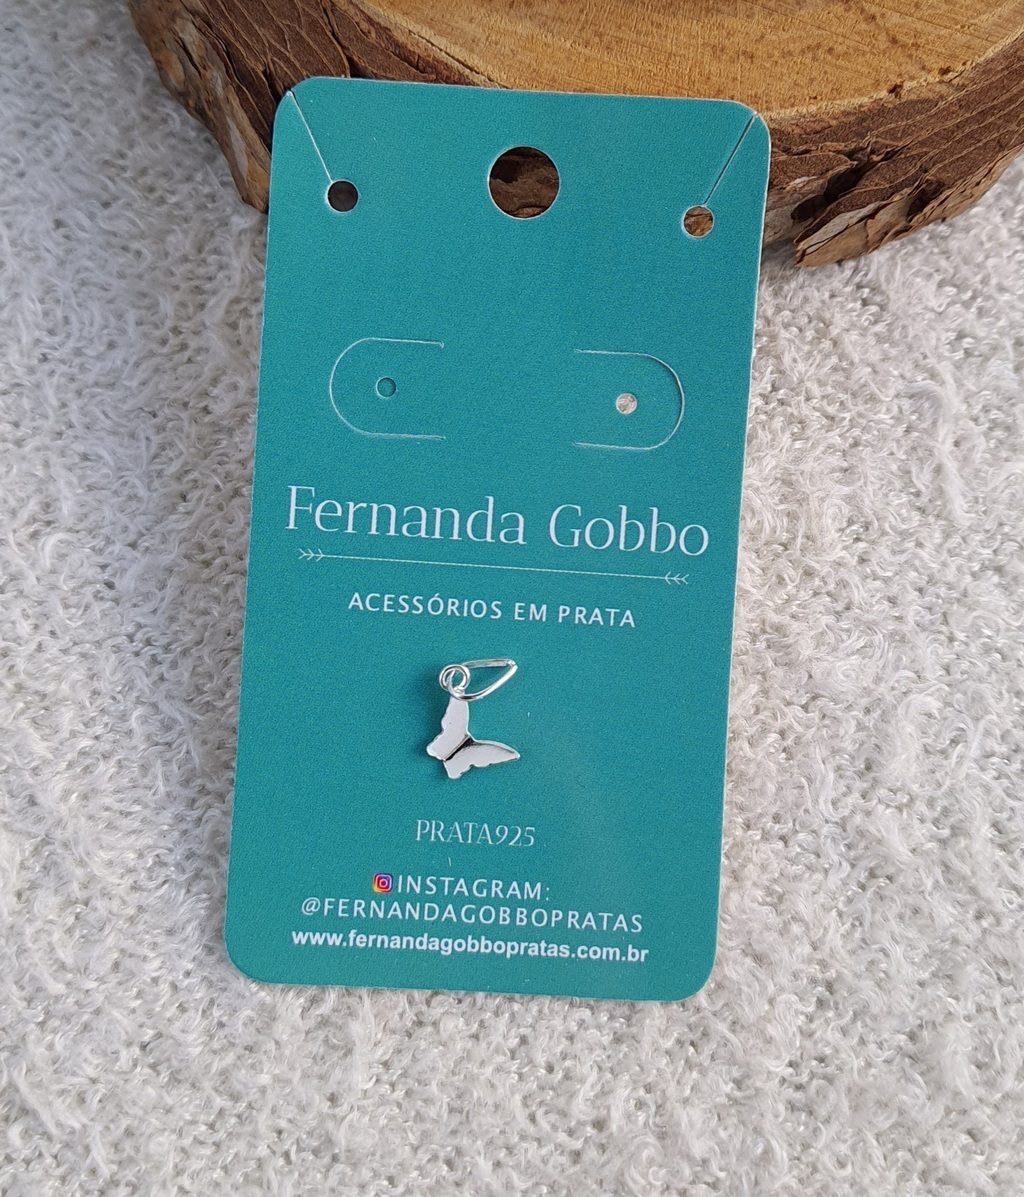 Fernanda Gobbo
ACESSÓRIOS EM PRATA
PRATA925
INSTAGRAM:
@FERNANDAGOBBOPRATAS
www.fernandagobbopratas.com.br